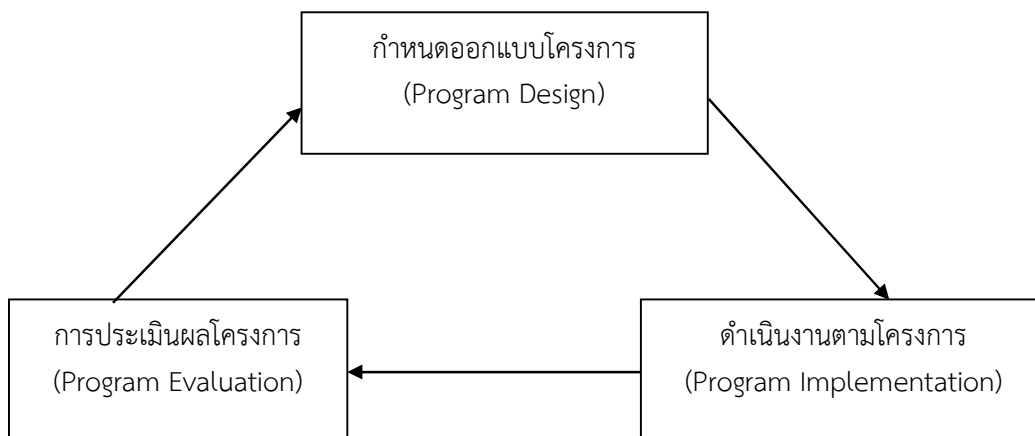 กำหนดออกแบบโครงการ
(Program Design)
การประเมินผลโครงการ
(Program Evaluation)
ดำเนินงานตามโครงการ
(Program Implementation)